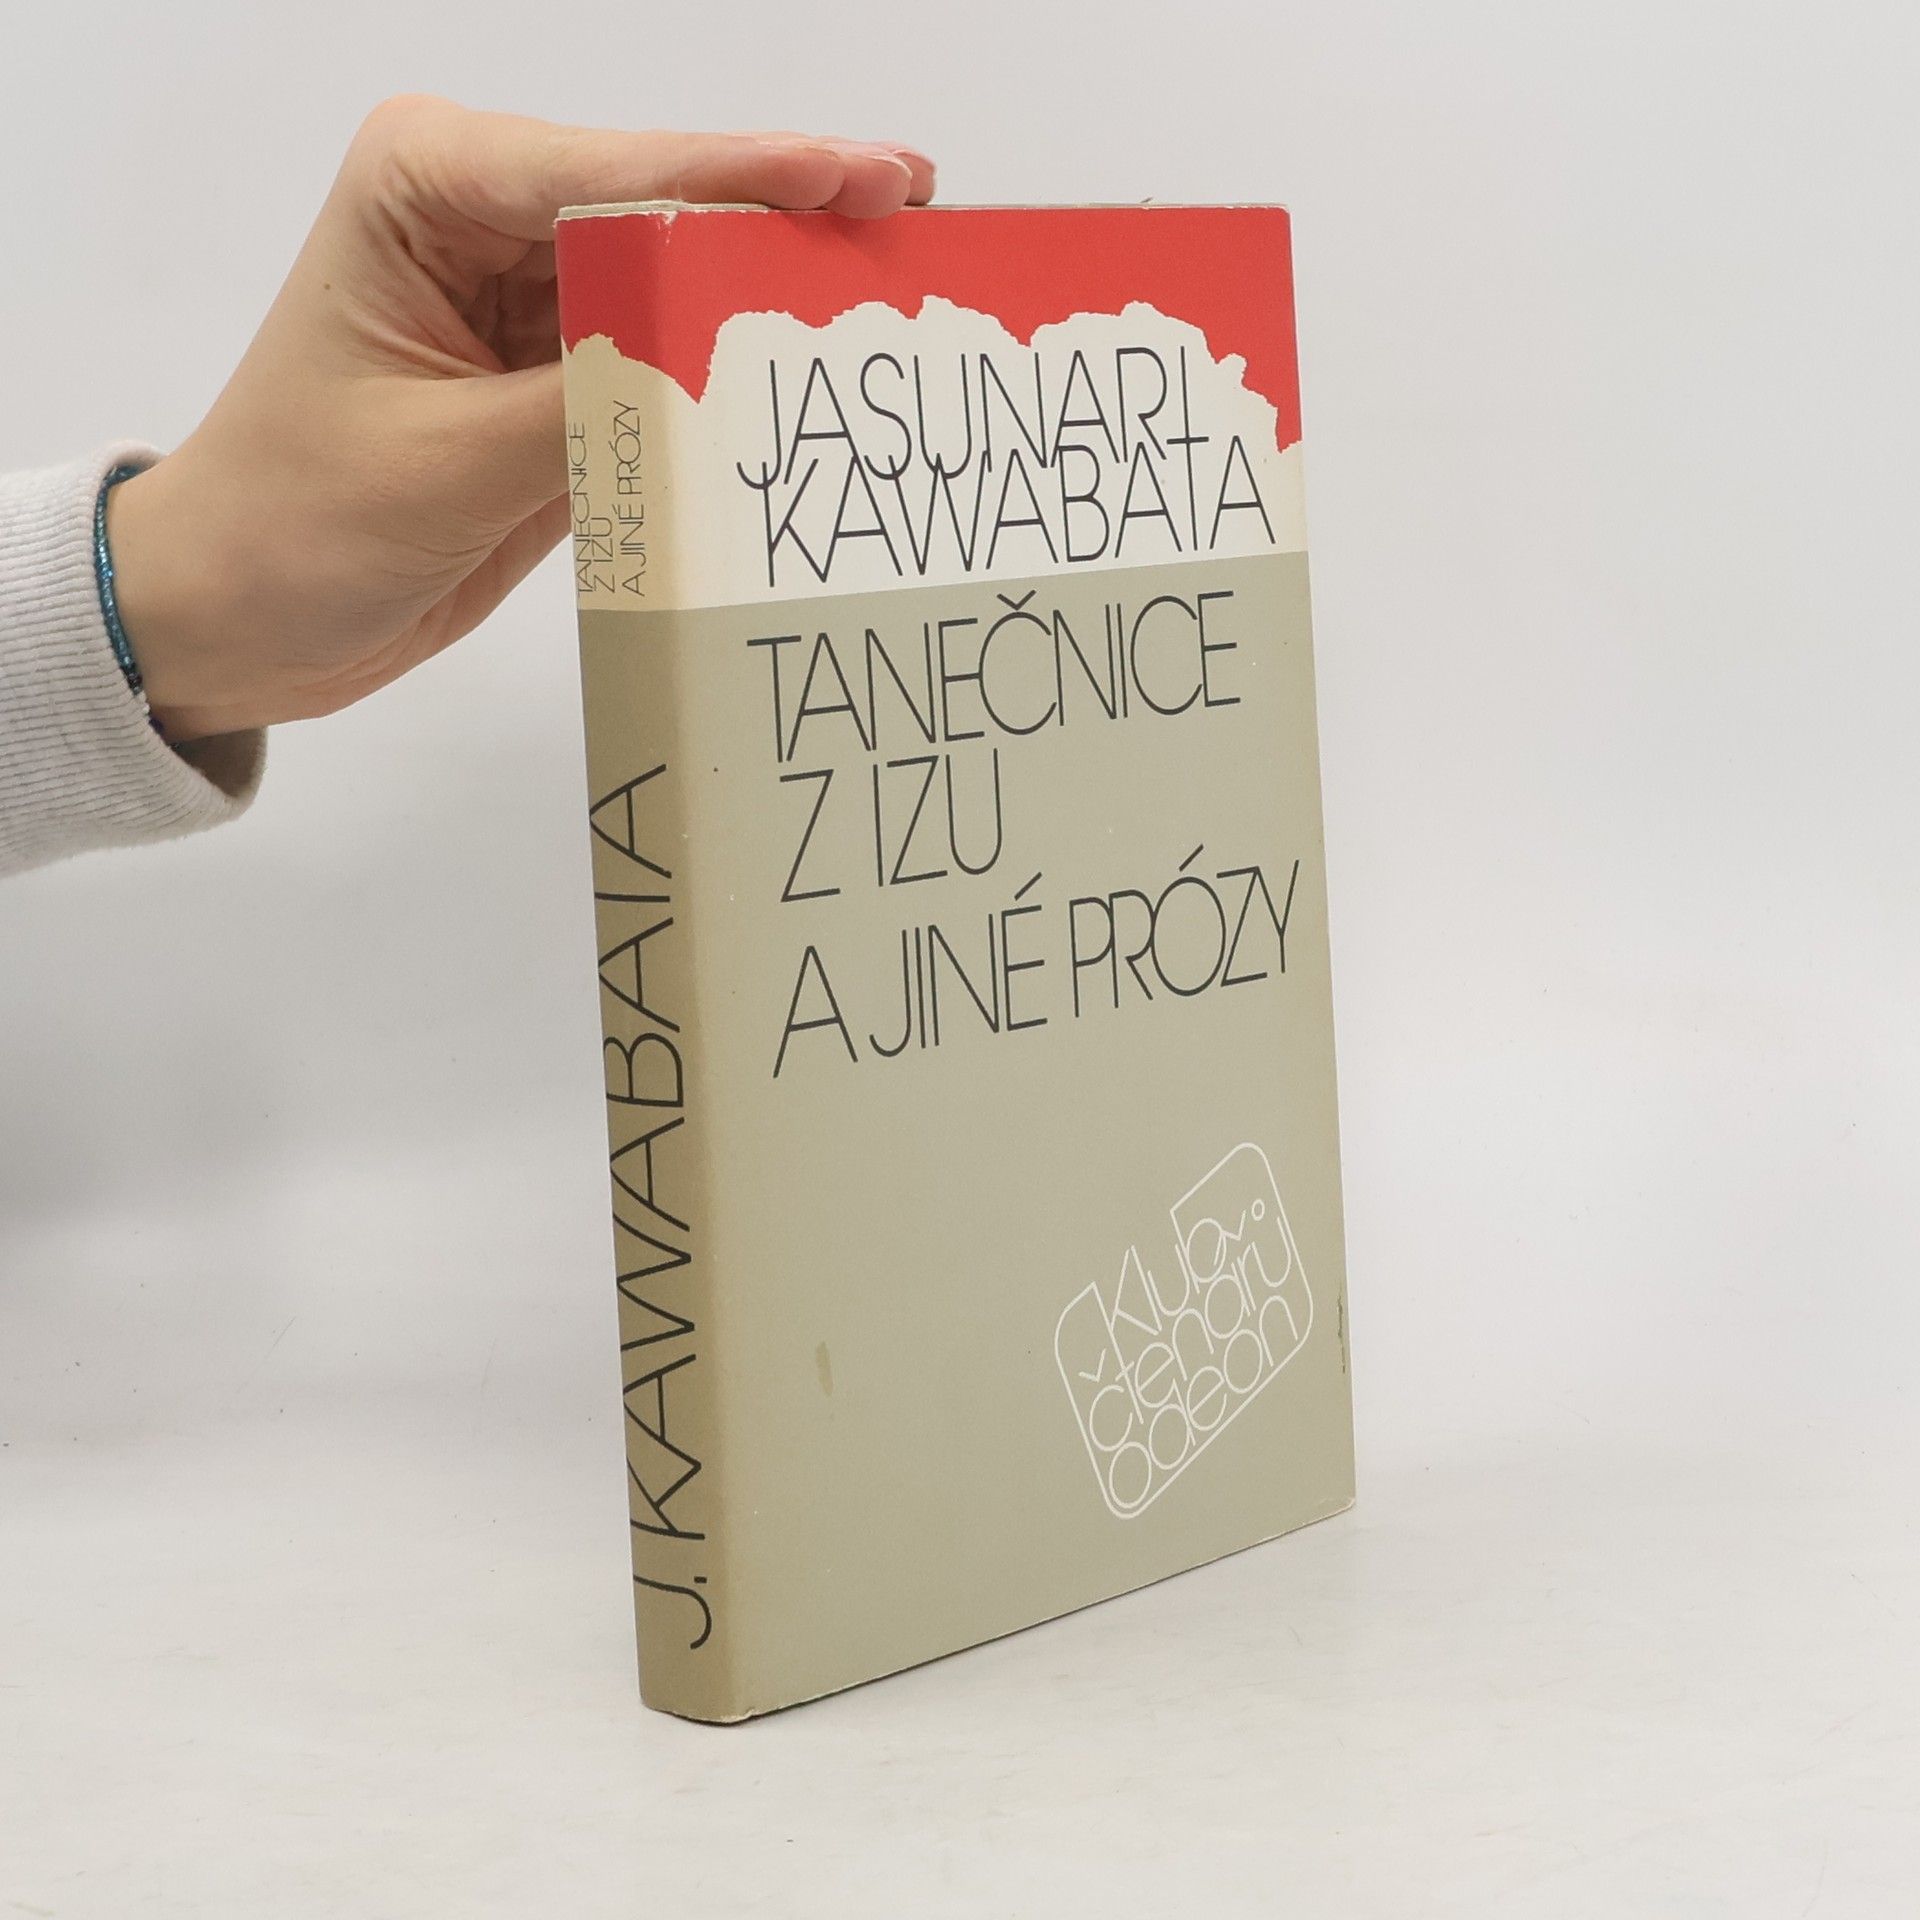 TANEČNICE
Z IZU
A JINÉ PRÓZY
J. KAWABATA
JASUNARI
KAWABATA
TANEČNICE
Z IZU
A JINÉ PRÓZY
klub
čtenářů
odeon